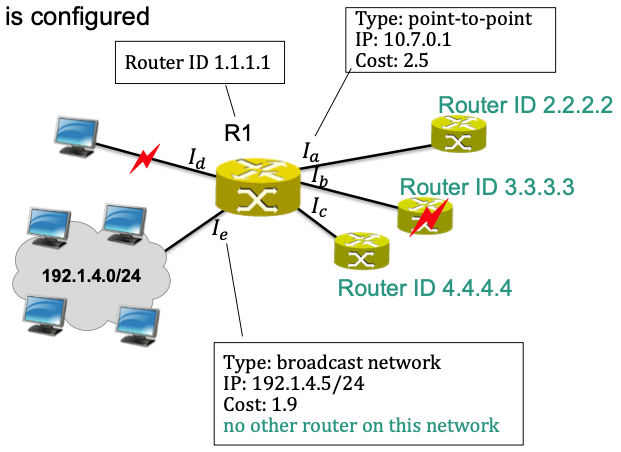 is configured
Type: point-to-point
IP: 10.7.0.1
Cost: 2.5
Router ID 1.1.1.1
Router ID 2.2.2.2
R1
I_a
I_d
I_b
Router ID 3.3.3.3
I_c
I_e
192.1.4.0/24
Router ID 4.4.4.4
Type: broadcast network
IP: 192.1.4.5/24
Cost: 1.9
no other router on this network